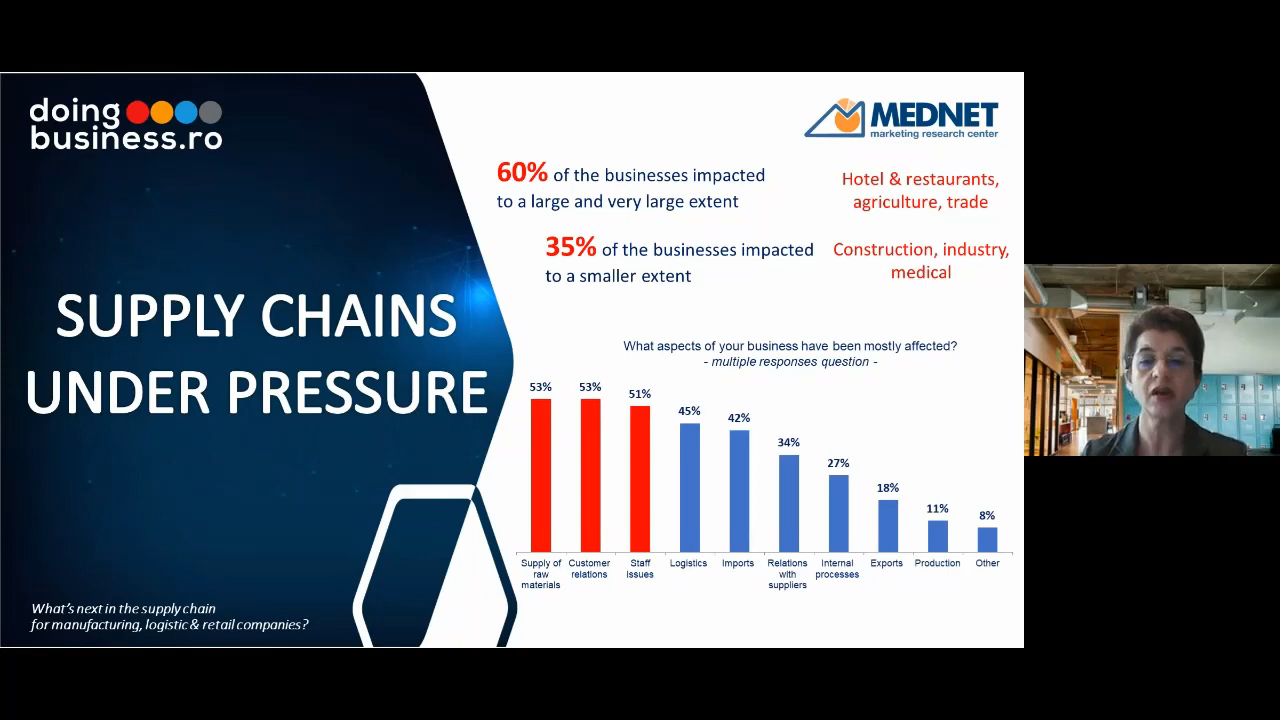 doing
business.ro
MEDNET
marketing research center
60% of the businesses impacted
to a large and very large extent
Hotel & restaurants,
agriculture, trade
35% of the businesses impacted
to a smaller extent
Construction, industry,
medical
SUPPLY CHAINS
UNDER PRESSURE
What aspects of your business have been mostly affected?
- multiple responses question -
53%
53%
51%
45%
42%
34%
27%
18%
11%
8%
Supply of
raw
materials
Customer
relations
Staff
issues
Logistics
Imports
Relations
with
suppliers
Internal
processes
Exports
Production
Other
What's next in the supply chain
for manufacturing, logistic & retail companies?